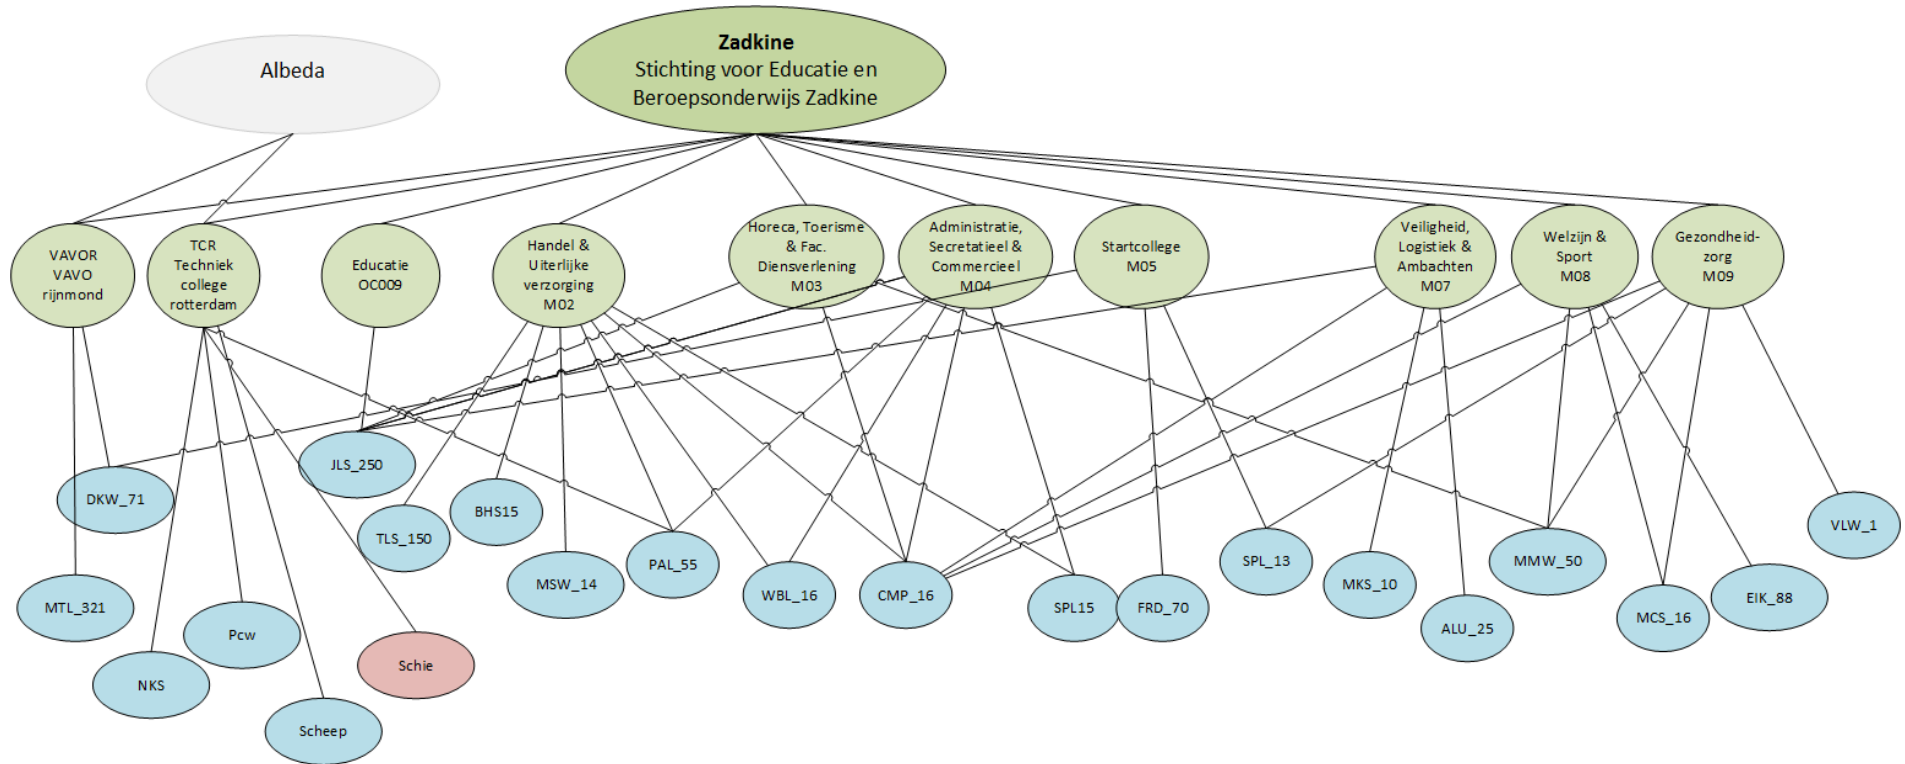 Albeda
Zadkine
Stichting voor Educatie en
Beroepsonderwijs Zadkine
VAVOR
VAVO
rijnmond
TCR
Techniek
college
rotterdam
Educatie
OC009
Handel &
Uiterlijke
verzorging
M02
Horeca, Toerisme
& Fac.
Diensverlening
M03
Administratie,
Secretatieel &
Commercieel
M04
Startcollege
M05
Veiligheid,
Logistiek &
Ambachten
M07
Welzijn &
Sport
M08
Gezondheid-
zorg
M09
JLS_250
DKW_71
TLS_150
BHS15
MSW_14
PAL_55
WBL_16
CMP_16
SPL15
FRD_70
SPL_13
MKS_10
ALU_25
MMW_50
MCS_16
EIK_88
VLW_1
MTL_321
Pcw
NKS
Schie
Scheep